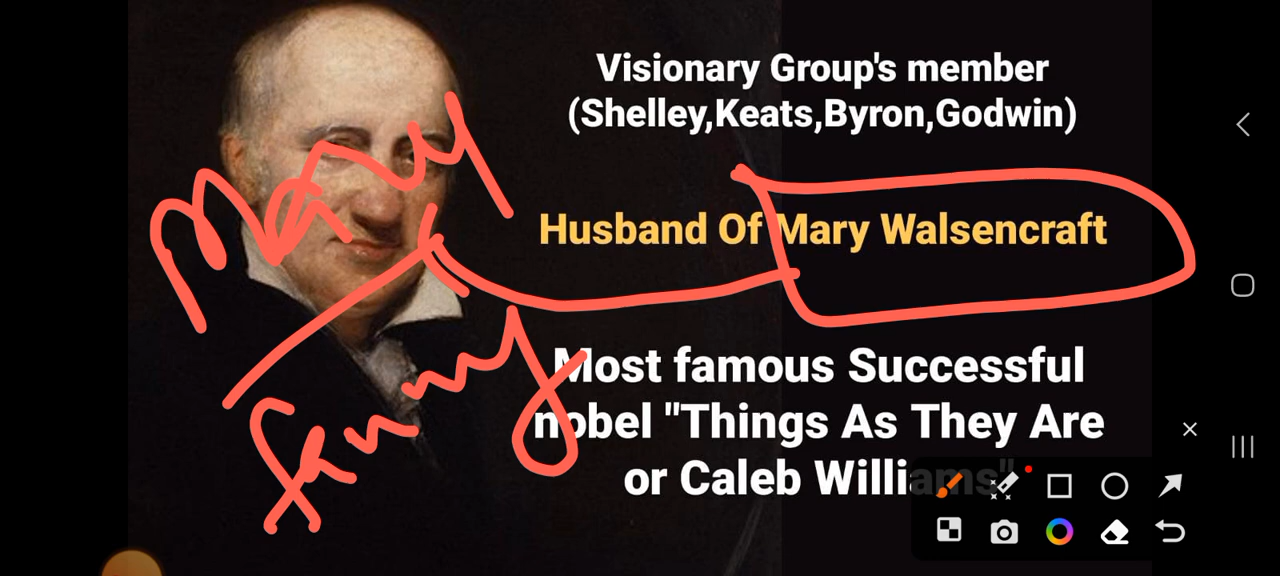 Visionary Group's member
(Shelley,Keats,Byron,Godwin)
Husband Of Mary Walsencraft
Most famous Successful
nobel "Things As They Are
or Caleb Williams"
Mary
fanny